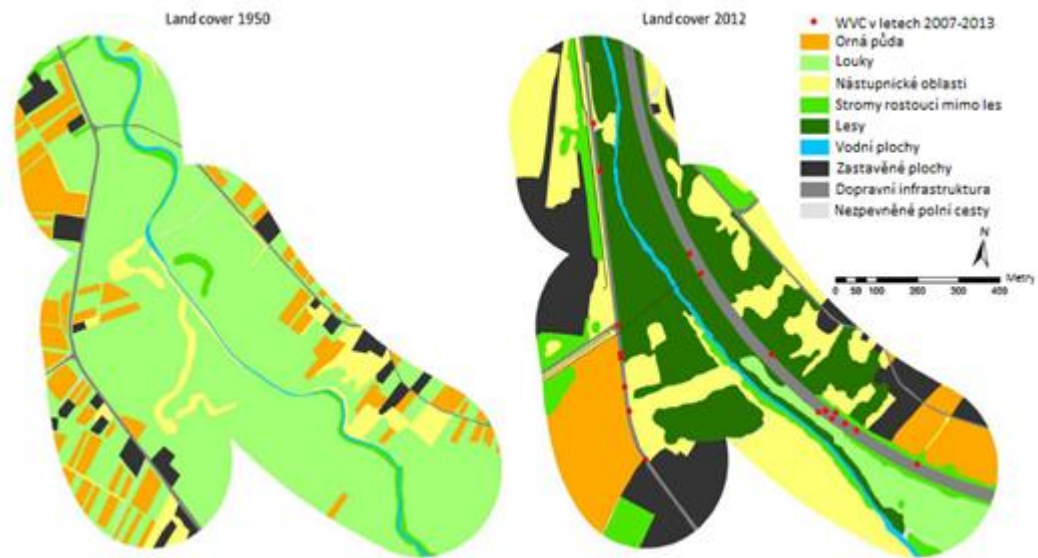 Land cover 1950
Land cover 2012
WVC v letech 2007-2013
Orná půda
Louky
Nástupnické oblasti
Stromy rostoucí mimo les
Lesy
Vodní plochy
Zastavěné plochy
Dopravní infrastruktura
Nezpevněné polní cesty
N
Metry
0 50 100 200 300 400